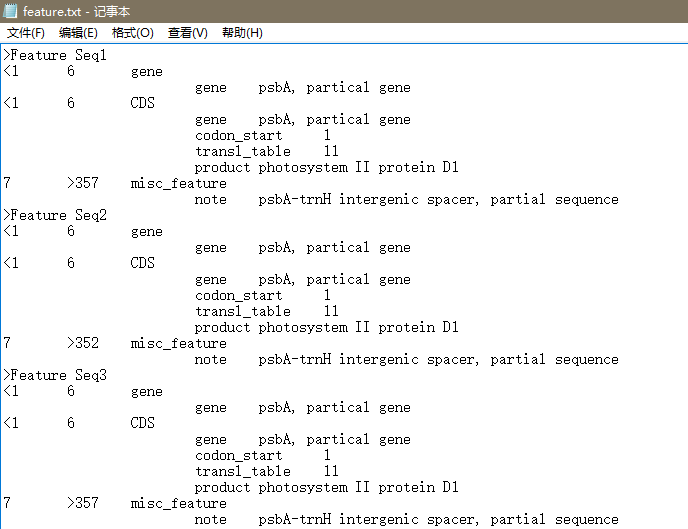 feature.txt - 记事本
文件(F) 编辑(E) 格式(O) 查看(V) 帮助(H)
>Feature Seq1
<1 6 gene
gene psbA, partical gene
<1 6 CDS
gene psbA, partical gene
codon_start 1
transl_table 11
product photosystem II protein D1
7 >357 misc_feature
note psbA-trnH intergenic spacer, partial sequence
>Feature Seq2
<1 6 gene
gene psbA, partical gene
<1 6 CDS
gene psbA, partical gene
codon_start 1
transl_table 11
product photosystem II protein D1
7 >352 misc_feature
note psbA-trnH intergenic spacer, partial sequence
>Feature Seq3
<1 6 gene
gene psbA, partical gene
<1 6 CDS
gene psbA, partical gene
codon_start 1
transl_table 11
product photosystem II protein D1
7 >357 misc_feature
note psbA-trnH intergenic spacer, partial sequence